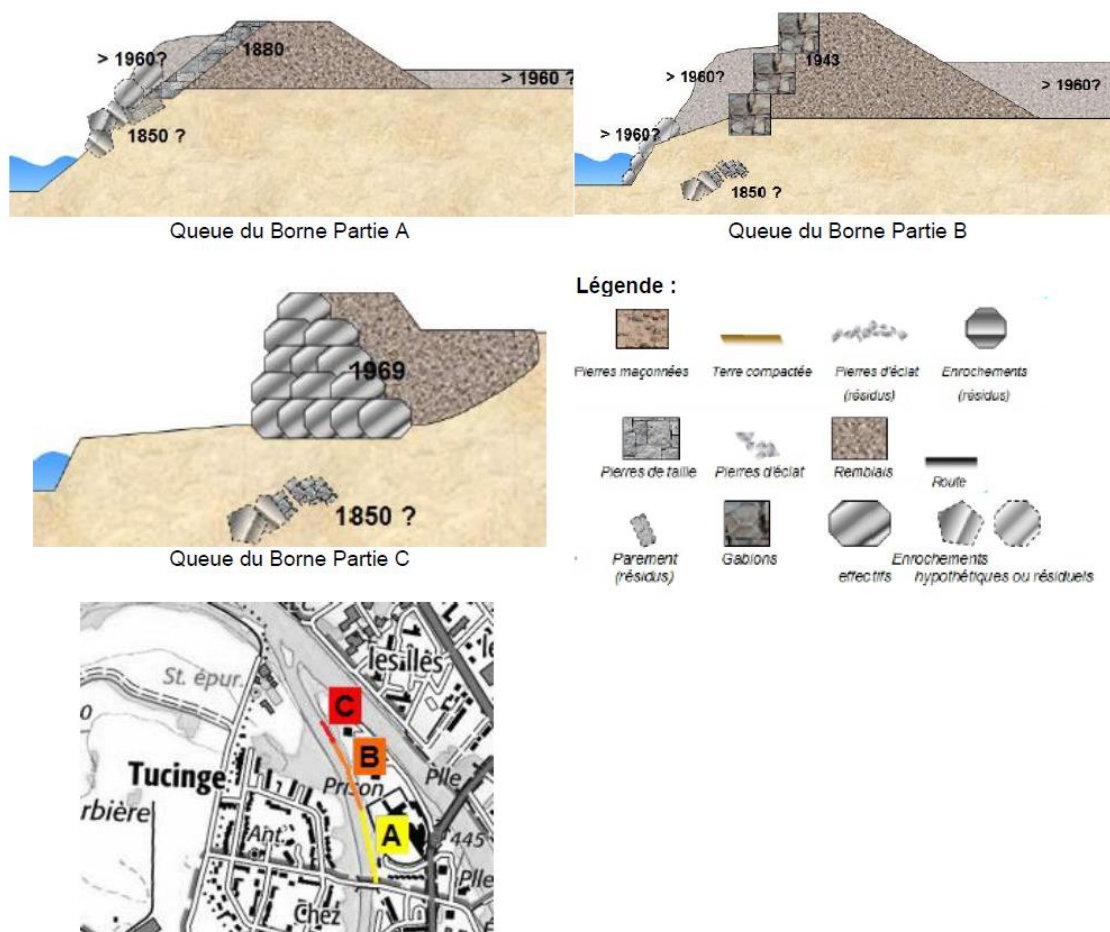 > 1960?
1880
> 1960 ?
1850 ?
Queue du Borne Partie A
1943
> 1960?
> 1960?
> 1960?
1850 ?
Queue du Borne Partie B
1969
1850 ?
Queue du Borne Partie C
Légende :
Pierres maçonnées
Terre compactée
Pierres d'éclat
(résidus)
Enrochements
(résidus)
Pierres de taille
Pierres d'éclat
Remblais
Route
Parement
(résidus)
Gabions
Enrochements
effectifs
hypothétiques ou résiduels
St. épur.
les Illes
C
B
Tucinge
Prison
Plle
rbière
A
Ant.
445
Plle
Chez